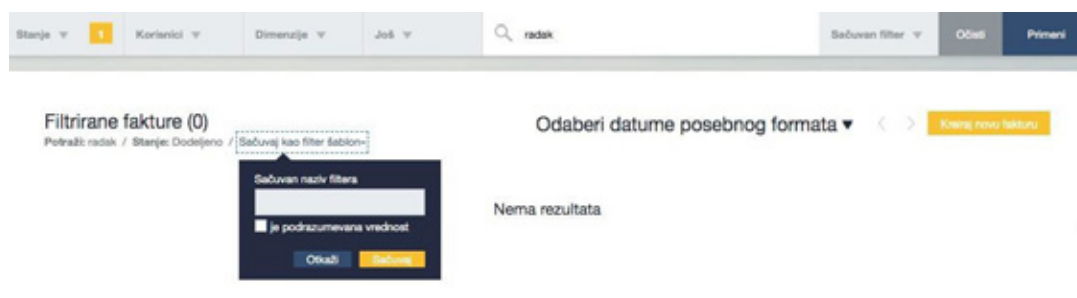 Stanje 1 Korisnici Dimenzije Još radak Sačuvan filter Očisti Primeni
Filtrirane fakture (0)
Odaberi datume posebnog formata
Kreiraj novu fakturu
Potraži: radak / Stanje: Dodeljeno / Sačuvaj kao filter šablon»
Sačuvan naziv filtera
je podrazumevana vrednost
Otkaži Sačuvaj
Nema rezultata